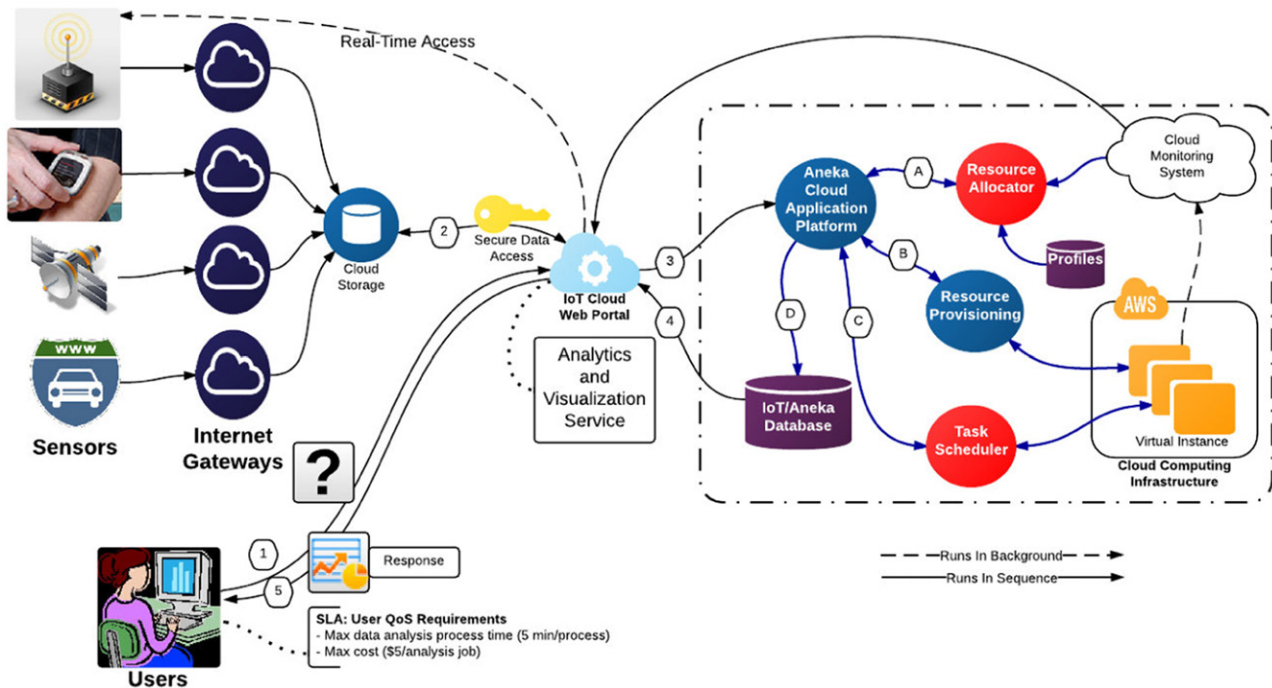 Real-Time Access
Cloud
Monitoring
System
Aneka
Cloud
Application
Platform
A
Resource
Allocator
2
Secure Data
Access
3
B
Profiles
Cloud
Storage
IoT Cloud
Web Portal
4
D
C
Resource
Provisioning
AWS
WWW
Analytics
and
Visualization
Service
IoT/Aneka
Database
Task
Scheduler
Virtual Instance
Cloud Computing
Infrastructure
Sensors
Internet
Gateways
?
1
5
Response
Runs In Background
Runs In Sequence
SLA: User QoS Requirements
- Max data analysis process time (5 min/process)
- Max cost ($5/analysis job)
Users